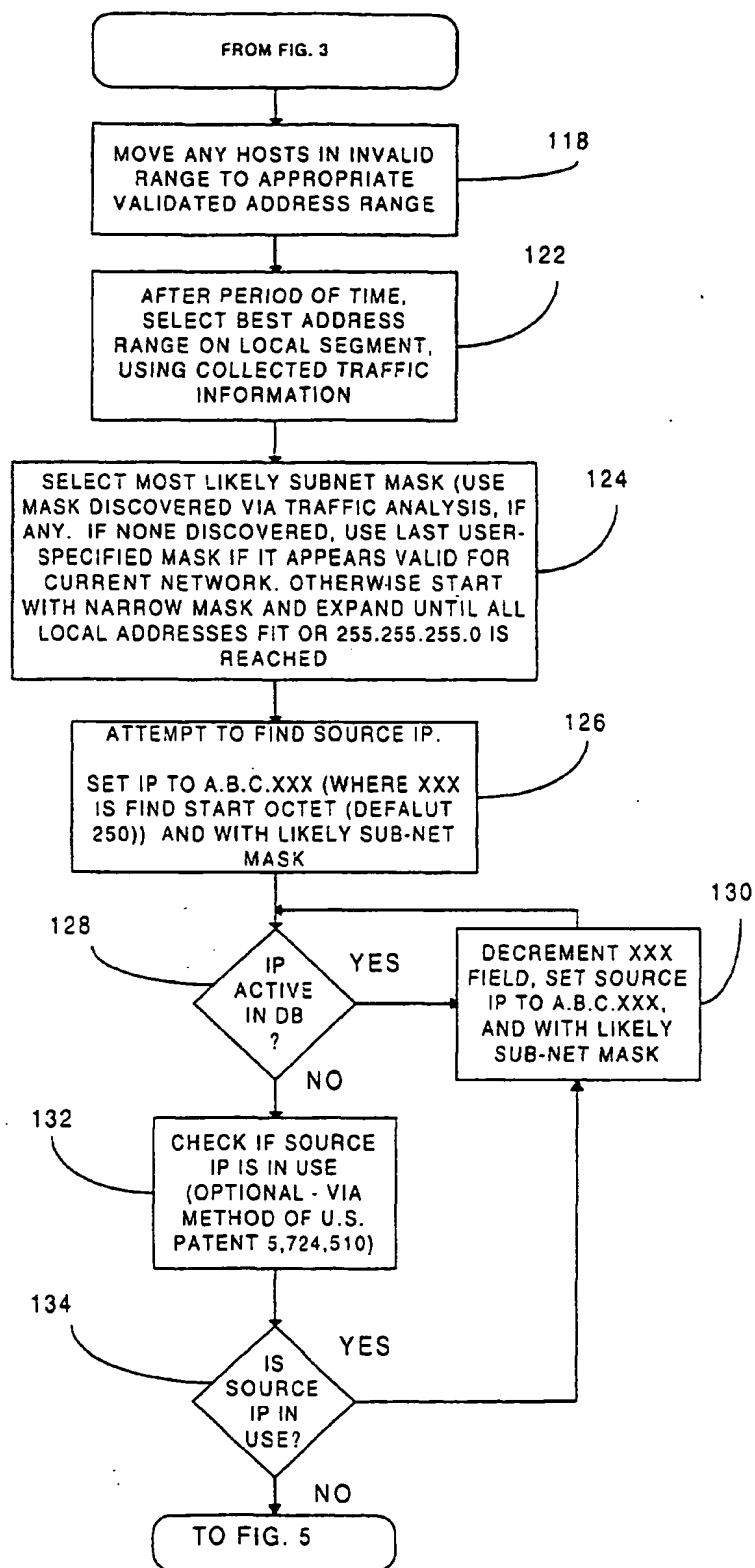 FROM FIG. 3
MOVE ANY HOSTS IN INVALID
RANGE TO APPROPRIATE
VALIDATED ADDRESS RANGE
118
AFTER PERIOD OF TIME,
SELECT BEST ADDRESS
RANGE ON LOCAL SEGMENT,
USING COLLECTED TRAFFIC
INFORMATION
122
SELECT MOST LIKELY SUBNET MASK (USE
MASK DISCOVERED VIA TRAFFIC ANALYSIS, IF
ANY. IF NONE DISCOVERED, USE LAST USER-
SPECIFIED MASK IF IT APPEARS VALID FOR
CURRENT NETWORK. OTHERWISE START
WITH NARROW MASK AND EXPAND UNTIL ALL
LOCAL ADDRESSES FIT OR 255.255.255.0 IS
REACHED
124
ATTEMPT TO FIND SOURCE IP.
SET IP TO A.B.C.XXX (WHERE XXX
IS FIND START OCTET (DEFALUT
250)) AND WITH LIKELY SUB-NET
MASK
126
128
IP
ACTIVE
IN DB
?
YES
NO
DECREMENT XXX
FIELD, SET SOURCE
IP TO A.B.C.XXX,
AND WITH LIKELY
SUB-NET MASK
130
132
CHECK IF SOURCE
IP IS IN USE
(OPTIONAL - VIA
METHOD OF U.S.
PATENT 5,724,510)
134
IS
SOURCE
IP IN
USE?
YES
NO
TO FIG. 5